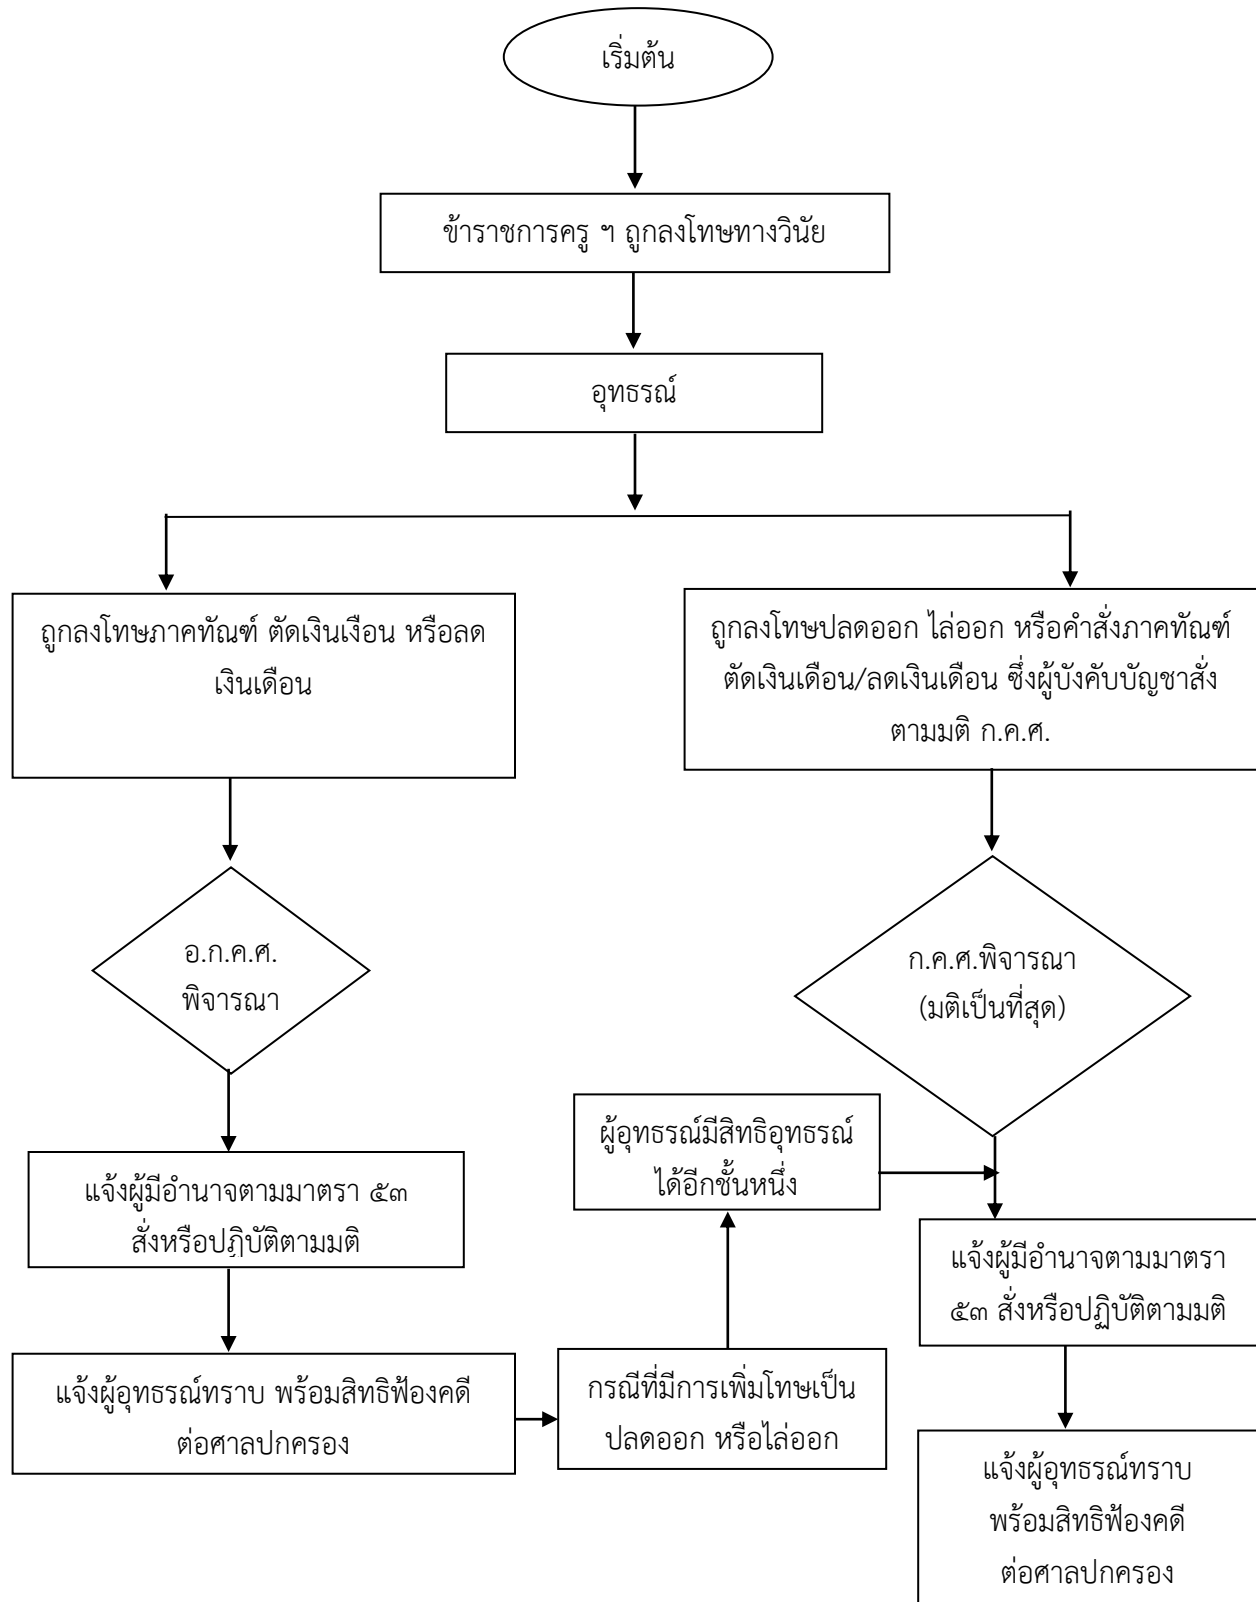 เริ่มต้น
ข้าราชการครู ฯ ถูกลงโทษทางวินัย
อุทธรณ์
ถูกลงโทษภาคทัณฑ์ ตัดเงินเงือน หรือลด
เงินเดือน
ถูกลงโทษปลดออก ไล่ออก หรือคำสั่งภาคทัณฑ์
ตัดเงินเดือน/ลดเงินเดือน ซึ่งผู้บังคับบัญชาสั่ง
ตามมติ ก.ค.ศ.
อ.ก.ค.ศ.
พิจารณา
ก.ค.ศ.พิจารณา
(มติเป็นที่สุด)
แจ้งผู้มีอำนาจตามมาตรา ๕๓
สั่งหรือปฏิบัติตามมติ
แจ้งผู้อุทธรณ์ทราบ พร้อมสิทธิฟ้องคดี
ต่อศาลปกครอง
กรณีที่มีการเพิ่มโทษเป็น
ปลดออก หรือไล่ออก
ผู้อุทธรณ์มีสิทธิอุทธรณ์
ได้อีกชั้นหนึ่ง
แจ้งผู้มีอำนาจตามมาตรา
๕๓ สั่งหรือปฏิบัติตามมติ
แจ้งผู้อุทธรณ์ทราบ
พร้อมสิทธิฟ้องคดี
ต่อศาลปกครอง